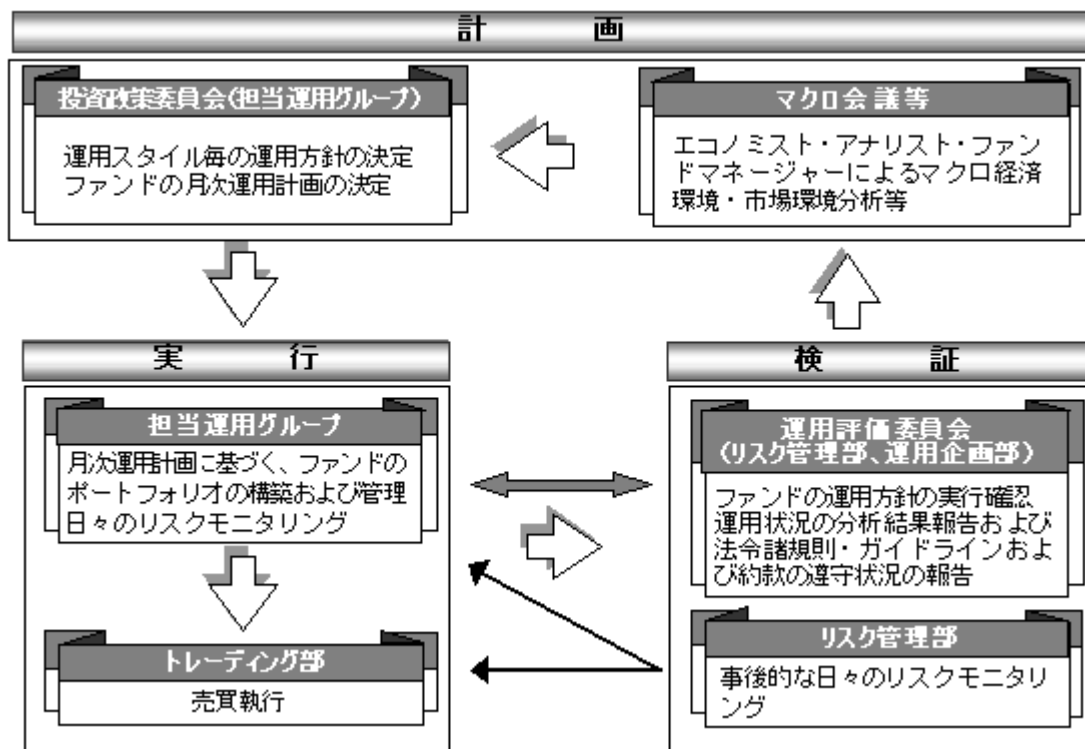 計画
投資政策委員会(担当運用グループ)
運用スタイル毎の運用方針の決定
ファンドの月次運用計画の決定
マクロ会議等
エコノミスト・アナリスト・ファン
ドマネージャーによるマクロ経済
環境・市場環境分析等
実行
担当運用グループ
月次運用計画に基づく、ファンドの
ポートフォリオの構築および管理
日々のリスクモニタリング
トレーディング部
売買執行
検証
運用評価委員会
(リスク管理部、運用企画部)
ファンドの運用方針の実行確認
運用状況の分析結果報告および
法令諸規則・ガイドラインおよ
び約款の遵守状況の報告
リスク管理部
事後的な日々のリスクモニタリ
ング